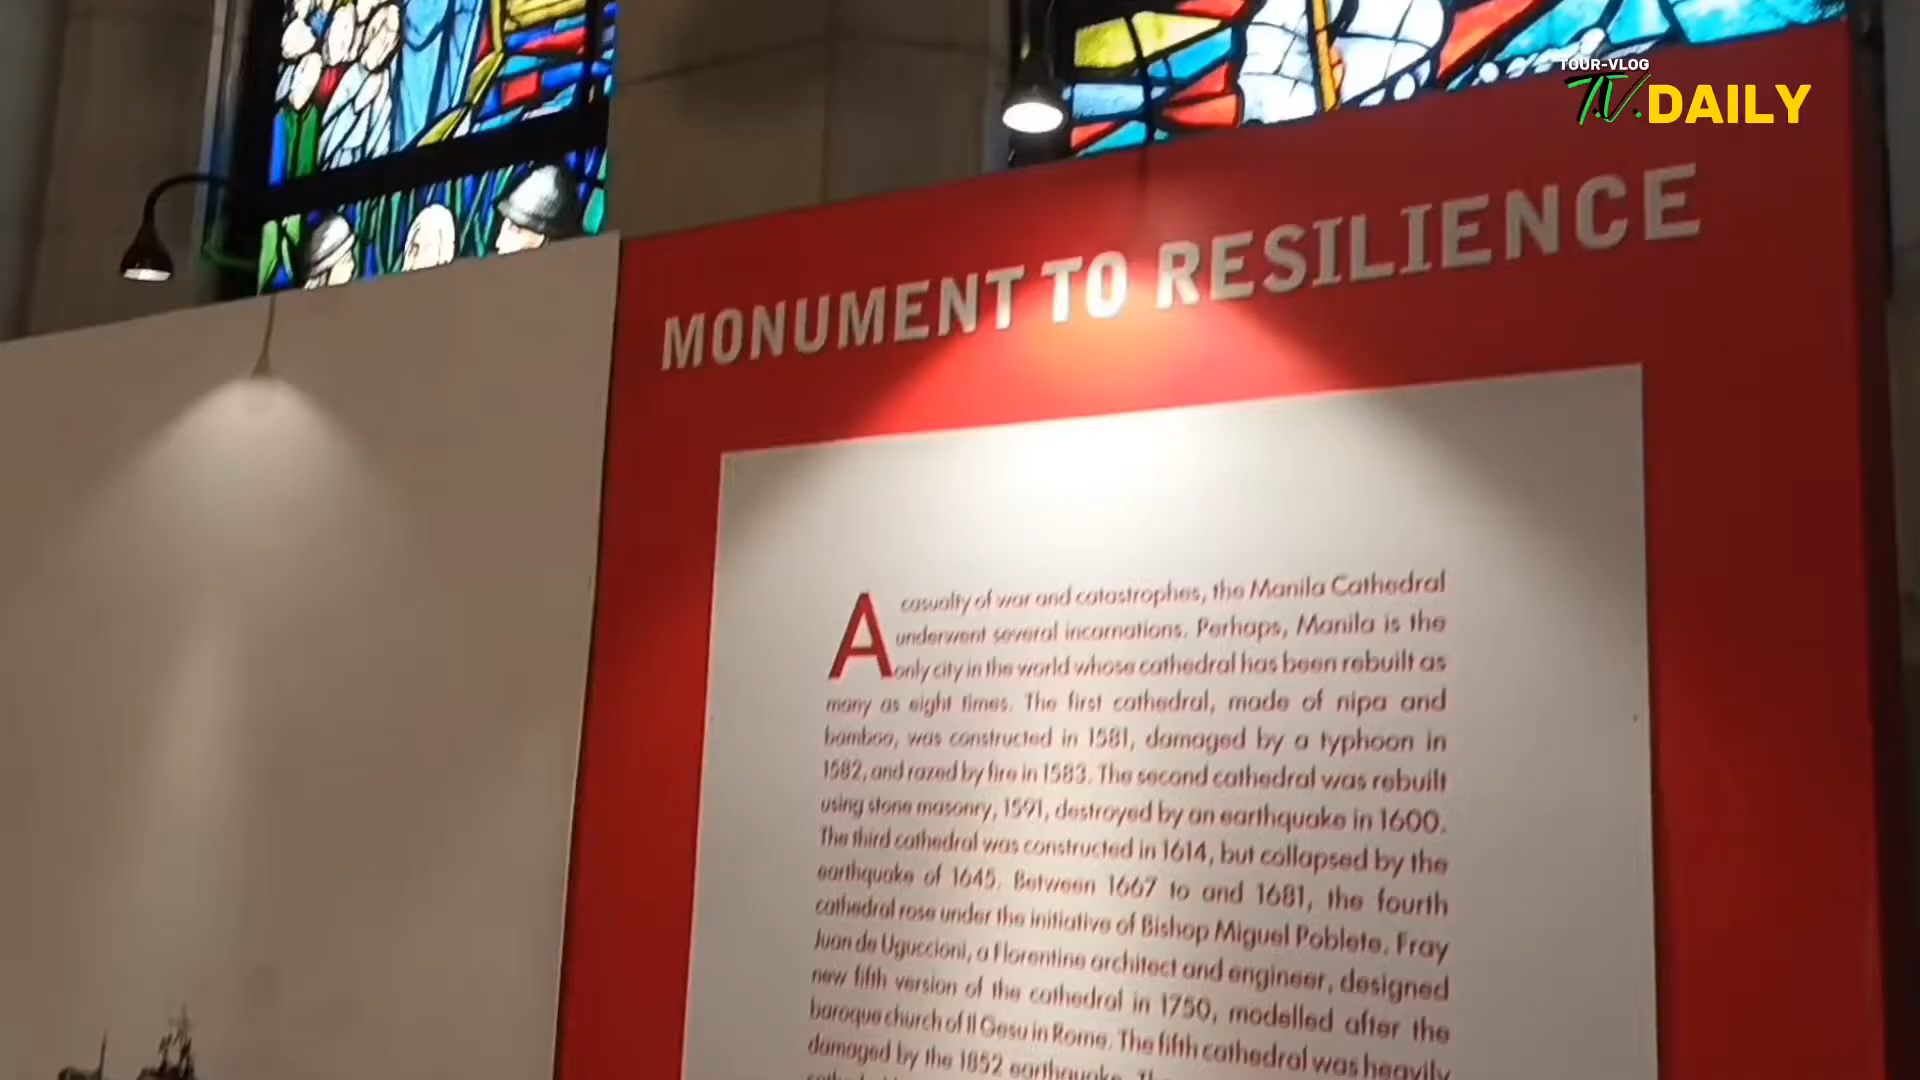 TOUR-VLOG
T.V. DAILY
MONUMENT TO RESILIENCE
A casualty of war and catastrophes, the Manila Cathedral
underwent several incarnations. Perhaps, Manila is the
only city in the world whose cathedral has been rebuilt as
many as eight times. The first cathedral, made of nipa and
bamboo, was constructed in 1581, damaged by a typhoon in
1582, and razed by fire in 1583. The second cathedral was rebuilt
using stone masonry, 1591, destroyed by an earthquake in 1600.
The third cathedral was constructed in 1614, but collapsed by the
earthquake of 1645. Between 1667 to and 1681, the fourth
cathedral rose under the initiative of Bishop Miguel Poblete. Fray
Juan de Uguccioni, a Florentine architect and engineer, designed
new fifth version of the cathedral in 1750, modelled after the
baroque church of Il Gesu in Rome. The fifth cathedral was heavily
damaged by the 1852 earthquake.